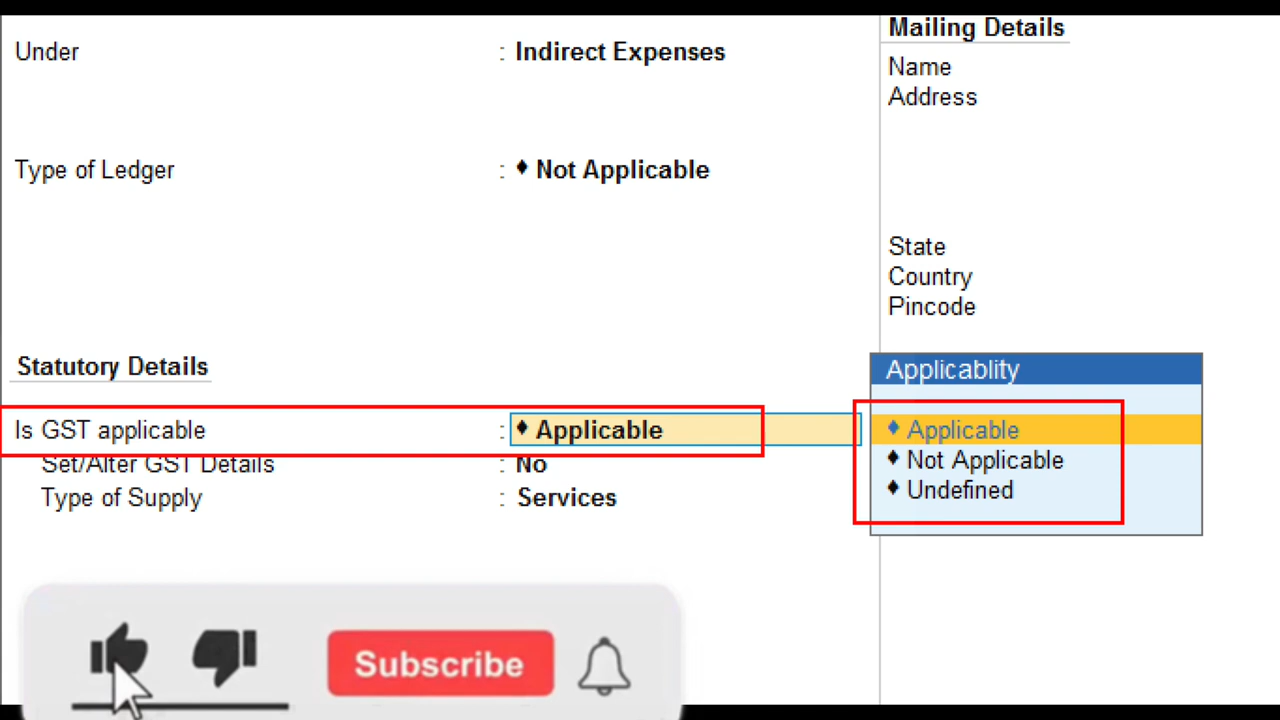 Under : Indirect Expenses
Type of Ledger : ♦ Not Applicable
Statutory Details
Is GST applicable : ♦ Applicable
Set/Alter GST Details : No
Type of Supply : Services
Mailing Details
Name
Address
State
Country
Pincode
Applicablity
♦ Applicable
♦ Not Applicable
♦ Undefined
Subscribe